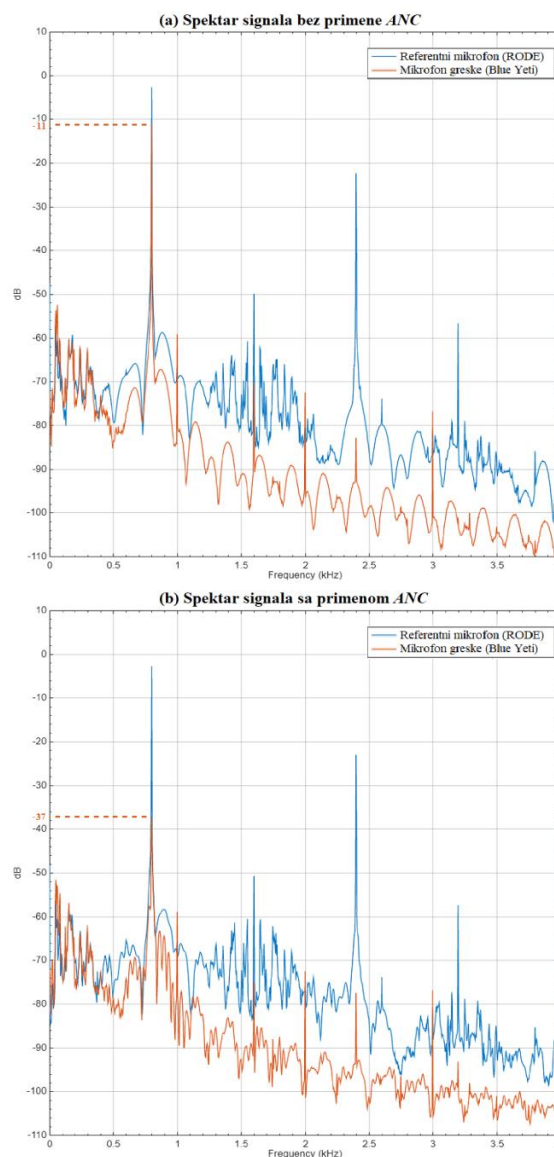 (a) Spektar signala bez primene ANC
Referentni mikrofon (RODE)
Mikrofon greske (Blue Yeti)
10
0
-10
-11
-20
-30
-40
-50
-60
-70
-80
-90
-100
-110
dB
0 0.5 1 1.5 2 2.5 3 3.5
Frequency (kHz)
(b) Spektar signala sa primenom ANC
Referentni mikrofon (RODE)
Mikrofon greske (Blue Yeti)
10
0
-10
-20
-30
-37
-40
-50
-60
-70
-80
-90
-100
-110
dB
0 0.5 1 1.5 2 2.5 3 3.5
Frequency (kHz)